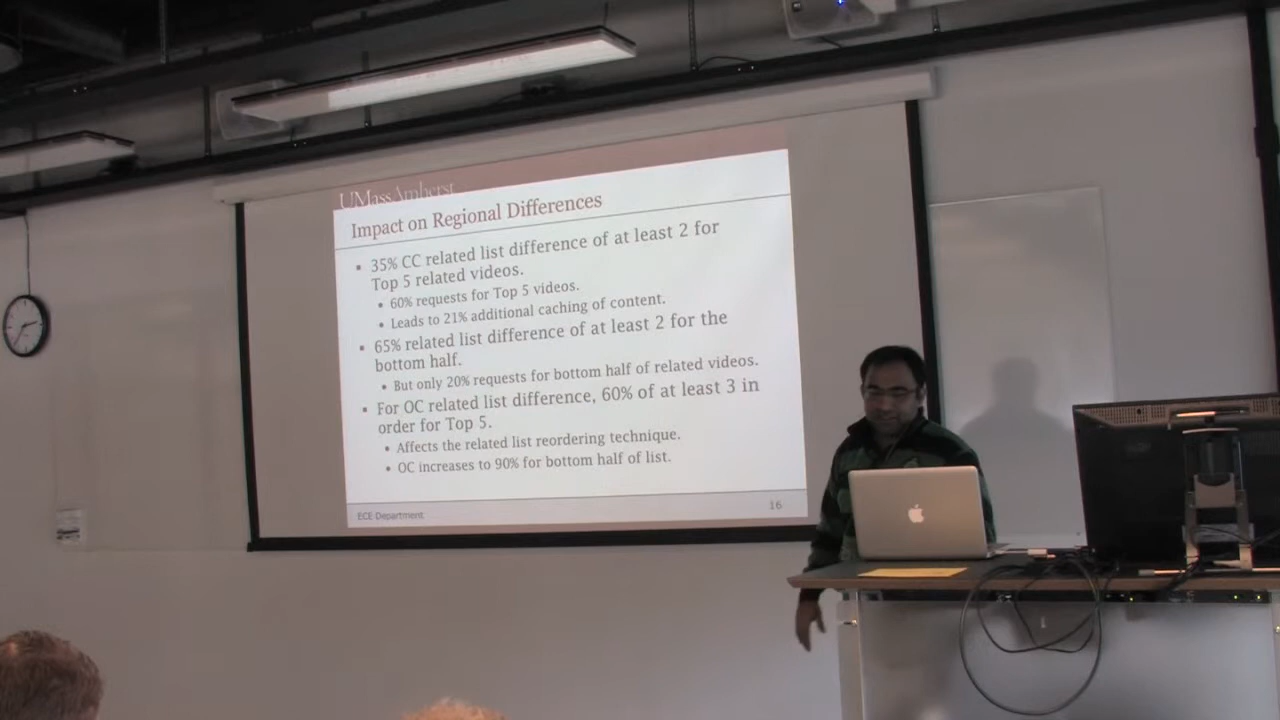 UMassAmherst
Impact on Regional Differences
35% CC related list difference of at least 2 for
Top 5 related videos.
60% requests for Top 5 videos.
Leads to 21% additional caching of content.
65% related list difference of at least 2 for the
bottom half.
But only 20% requests for bottom half of related videos.
For OC related list difference, 60% of at least 3 in
order for Top 5.
Affects the related list reordering technique.
OC increases to 90% for bottom half of list.
ECE Department
16